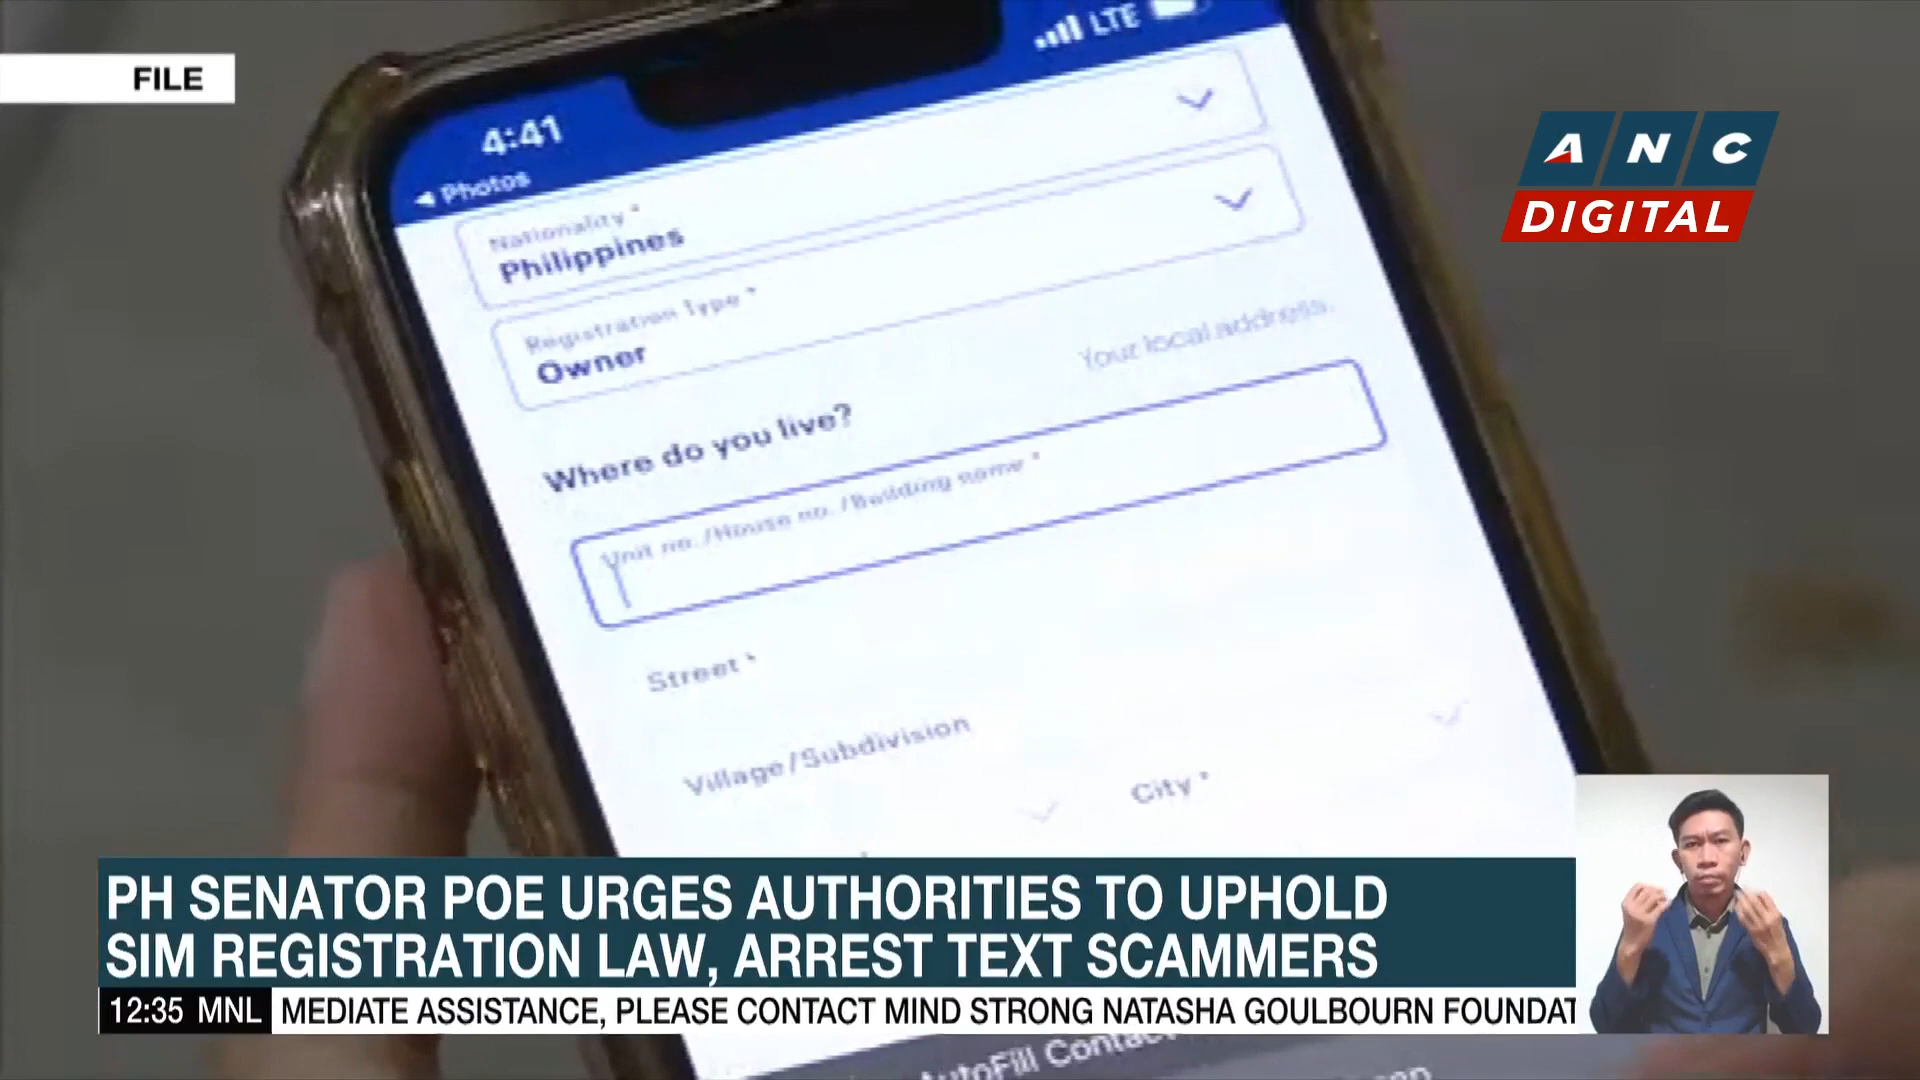 FILE
4:41
LTE
Photos
ANC
DIGITAL
Nationality *
Philippines
Registration Type *
Owner
Where do you live?
Your local address.
Unit no./House no./Building name *
Street *
Village/Subdivision
City *
PH SENATOR POE URGES AUTHORITIES TO UPHOLD
SIM REGISTRATION LAW, ARREST TEXT SCAMMERS
12:35 MNL
MEDIATE ASSISTANCE, PLEASE CONTACT MIND STRONG NATASHA GOULBOURN FOUNDAT
AutoFill Contact